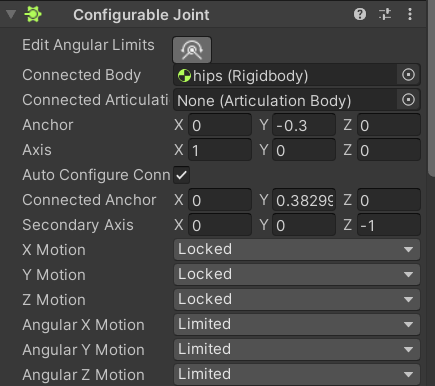 Configurable Joint
Edit Angular Limits
Connected Body hips (Rigidbody)
Connected Articulati None (Articulation Body)
Anchor X 0 Y -0.3 Z 0
Axis X 1 Y 0 Z 0
Auto Configure Conn
Connected Anchor X 0 Y 0.38299 Z 0
Secondary Axis X 0 Y 0 Z -1
X Motion Locked
Y Motion Locked
Z Motion Locked
Angular X Motion Limited
Angular Y Motion Limited
Angular Z Motion Limited